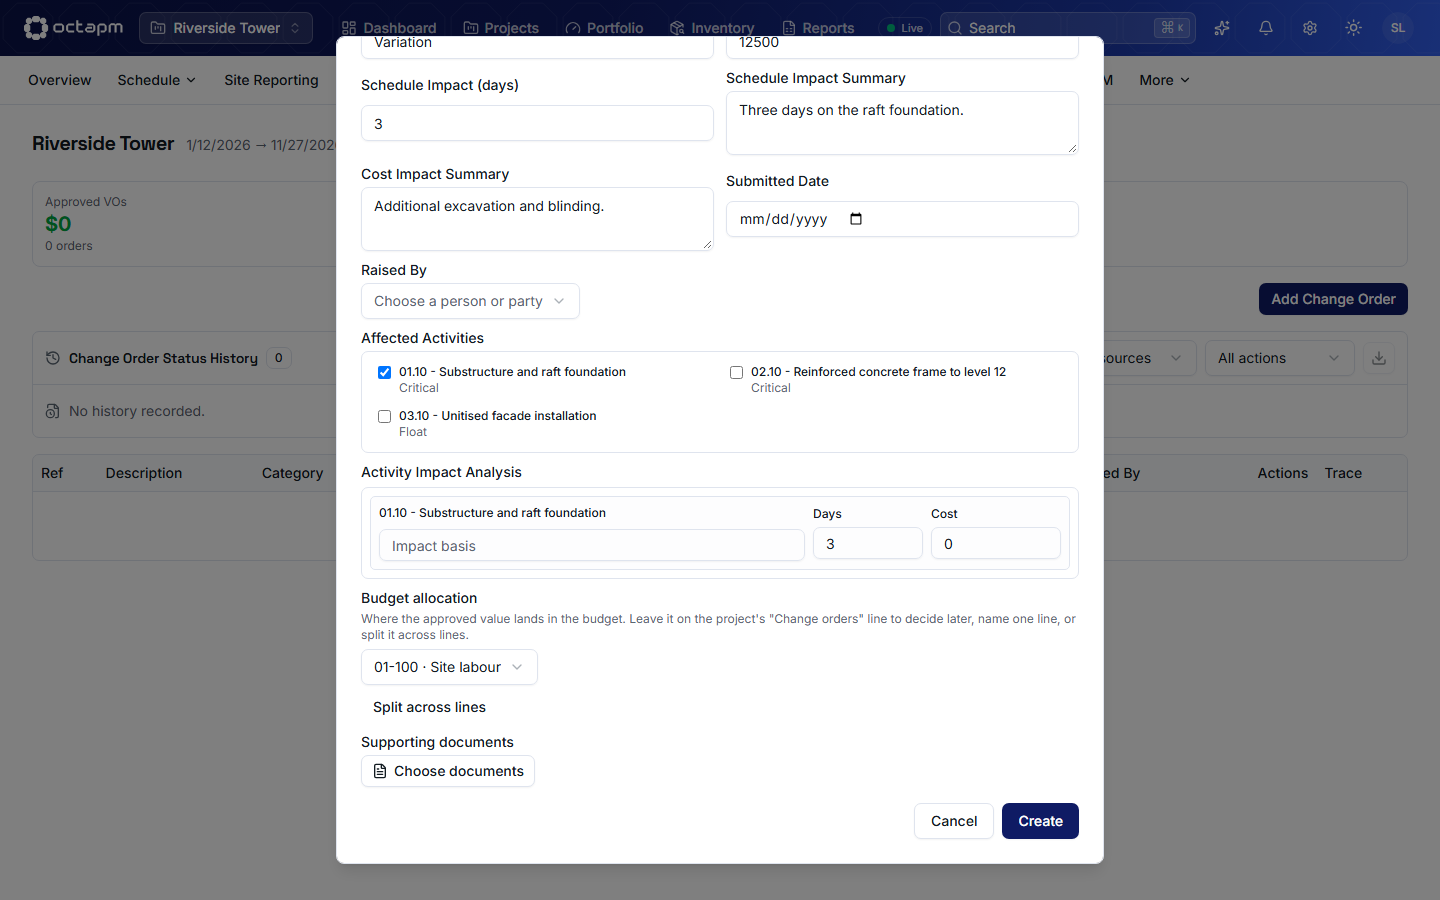 octapm
Riverside Tower
Dashboard
Projects
Portfolio
Inventory
Reports
Live
Search
⌘ K
SL
Overview
Schedule
Site Reporting
M
More
Riverside Tower
1/12/2026 → 11/27/202
Approved VOs
$0
0 orders
Add Change Order
Change Order Status History
0
ources
All actions
No history recorded.
Ref
Description
Category
ed By
Actions
Trace
Variation
12500
Schedule Impact (days)
3
Schedule Impact Summary
Three days on the raft foundation.
Cost Impact Summary
Additional excavation and blinding.
Submitted Date
mm/dd/yyyy
Raised By
Choose a person or party
Affected Activities
01.10 - Substructure and raft foundation
Critical
02.10 - Reinforced concrete frame to level 12
Critical
03.10 - Unitised facade installation
Float
Activity Impact Analysis
01.10 - Substructure and raft foundation
Impact basis
Days
3
Cost
0
Budget allocation
Where the approved value lands in the budget. Leave it on the project's "Change orders" line to decide later, name one line, or
split it across lines.
01-100 · Site labour
Split across lines
Supporting documents
Choose documents
Cancel
Create